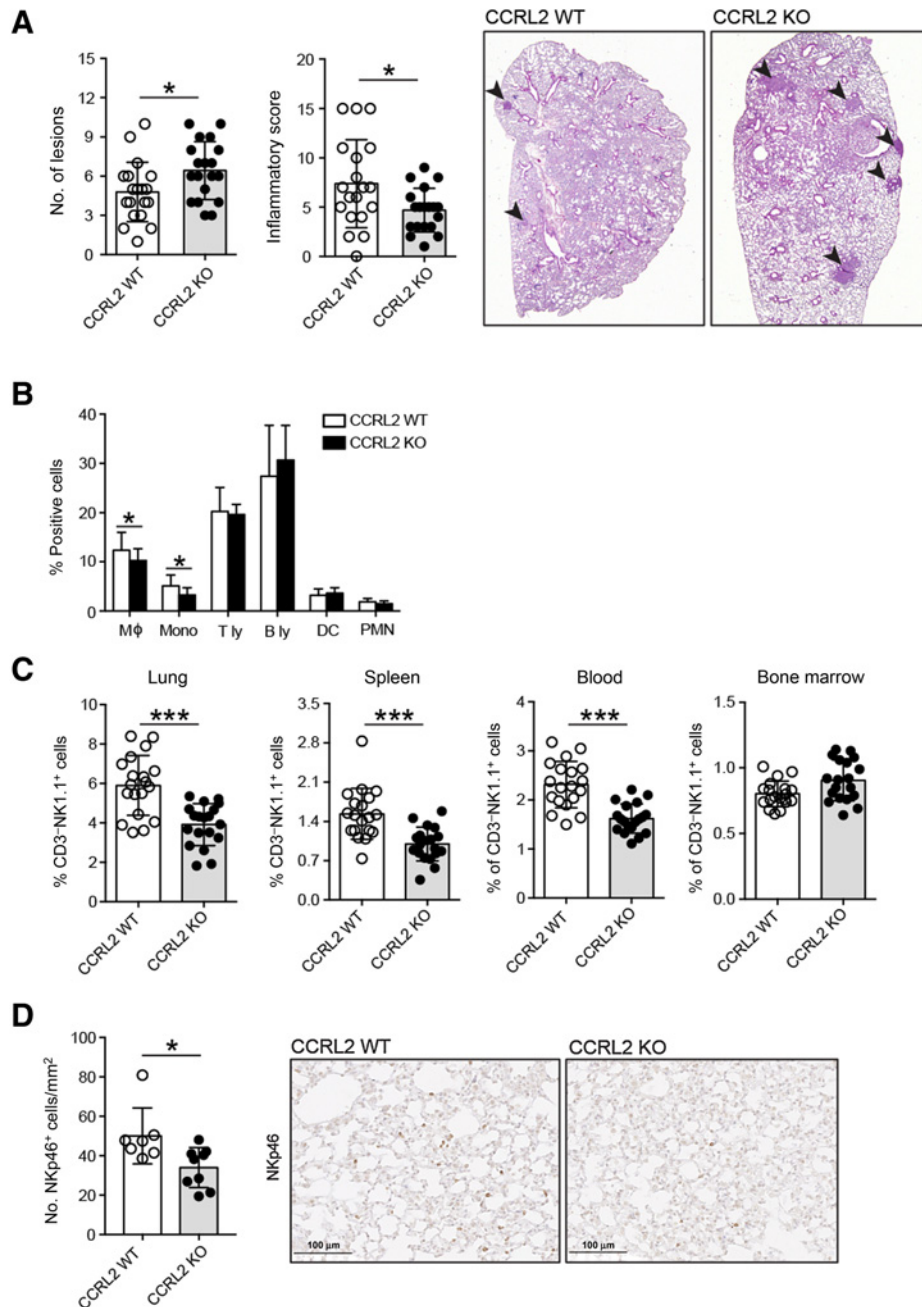 A
No. of lesions
15
12
9
6
3
0
*
CCRL2 WT
CCRL2 KO
Inflammatory score
20
15
10
5
0
*
CCRL2 WT
CCRL2 KO
CCRL2 WT
CCRL2 KO
B
% Positive cells
40
30
20
10
0
CCRL2 WT
CCRL2 KO
*
*
Mϕ Mono T ly B ly DC PMN
C
Lung
% CD3⁻NK1.1⁺ cells
10
8
6
4
2
0
***
CCRL2 WT
CCRL2 KO
Spleen
% CD3⁻NK1.1⁺ cells
3.5
2.8
2.1
1.4
0.7
0.0
***
CCRL2 WT
CCRL2 KO
Blood
% of CD3⁻NK1.1⁺ cells
4
3
2
1
0
***
CCRL2 WT
CCRL2 KO
Bone marrow
% of CD3⁻NK1.1⁺ cells
1.5
1.0
0.5
0.0
CCRL2 WT
CCRL2 KO
D
No. NKp46⁺ cells/mm²
100
80
60
40
20
0
*
CCRL2 WT
CCRL2 KO
CCRL2 WT
CCRL2 KO
NKp46
100 µm
100 µm